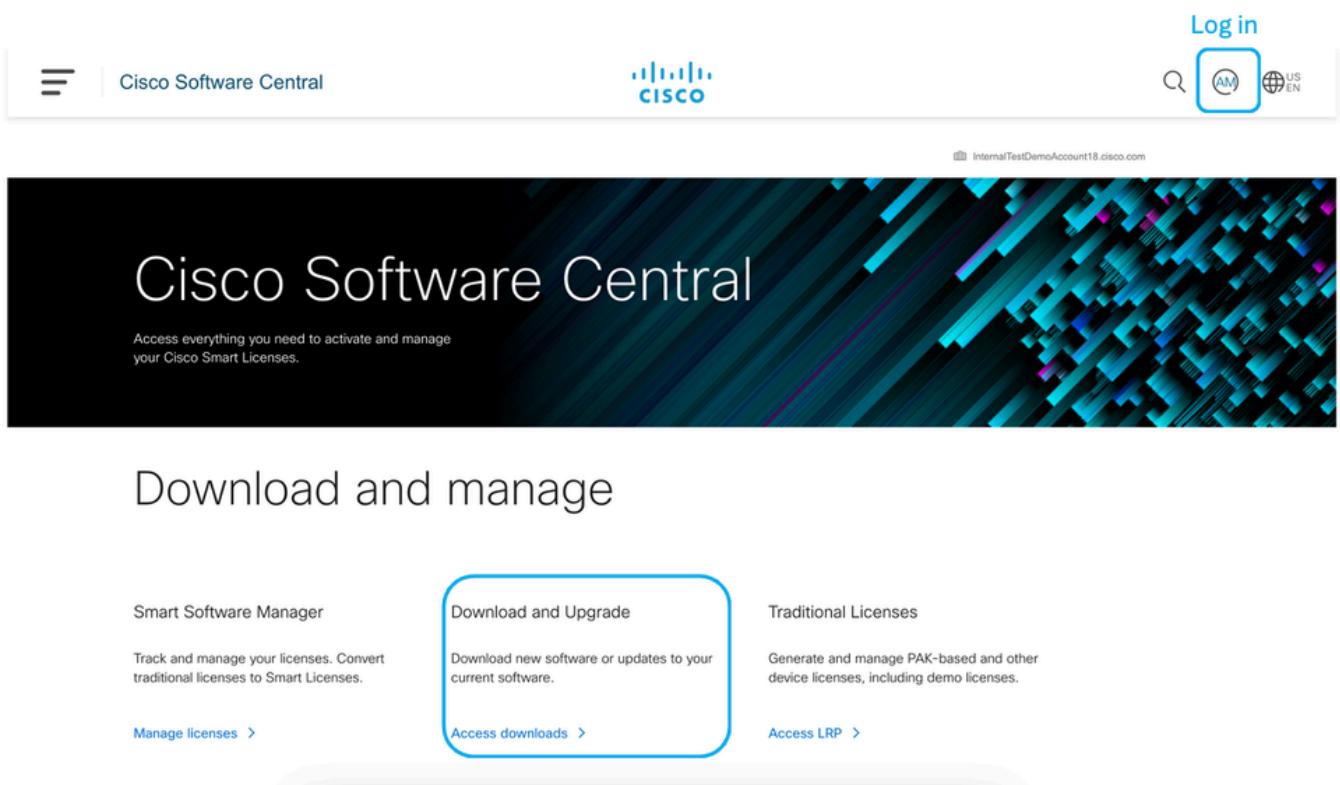 Log in
Cisco Software Central
CISCO
AM
US
EN
InternalTestDemoAccount18.cisco.com
Cisco Software Central
Access everything you need to activate and manage
your Cisco Smart Licenses.
Download and manage
Smart Software Manager
Track and manage your licenses. Convert
traditional licenses to Smart Licenses.
Manage licenses
Download and Upgrade
Download new software or updates to your
current software.
Access downloads
Traditional Licenses
Generate and manage PAK-based and other
device licenses, including demo licenses.
Access LRP